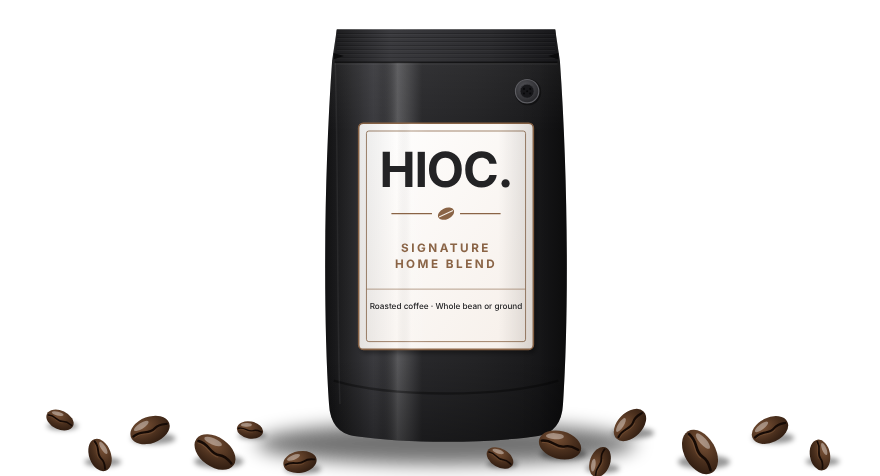 HIOC.
SIGNATURE
HOME BLEND
Roasted coffee · Whole bean or ground